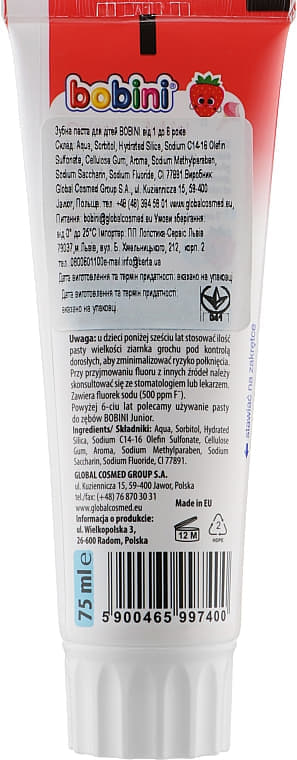 bobini®
Зубна паста для дітей BOBINI від 1 до 6 років
Склад: Aqua, Sorbitol, Hydrated Silica, Sodium C14-16 Olefin
Sulfonate, Cellulose Gum, Aroma, Sodium Methylparaben,
Sodium Saccharin, Sodium Fluoride, CI 77891.Виробник:
Global Cosmed Group S.A., ul. Kuziennicza 15, 59-400
Jawor, Польща. тел. +48 (48) 384 58 01 www.globalcosmed.eu,
Питання: bobini@globalcosmed.eu Умови зберігання:
від 0° до 25°С Імпортер: ПП Логістик-Сервіс Львів
79037,м.Львів, вул. Б. Хмельницького, 212, корп. 2
тел. 0800501100e-mail:info@terta.ua
Дата виготовлення та термін придатності: вказано на упаковці
Дата виготовлення та термін придатності:
вказано на упаковці
Uwaga: u dzieci poniżej sześciu lat stosować ilość
pasty wielkości ziarnka grochu pod kontrolą
dorosłych, aby zminimalizować ryzyko połknięcia.
Przy przyjmowaniu fluoru z innych źródeł należy
skonsultować się ze stomatologiem lub lekarzem.
Zawiera fluorek sodu (500 ppm F⁻).
Powyżej 6-ciu lat polecamy używanie pasty
do zębów BOBINI Junior.
Ingredients/ Składniki: Aqua, Sorbitol, Hydrated
Silica, Sodium C14-16 Olefin Sulfonate, Cellulose
Gum, Aroma, Sodium Methylparaben, Sodium
Saccharin, Sodium Fluoride, CI 77891.
GLOBAL COSMED GROUP S.A.
ul. Kuziennicza 15, 59-400 Jawor, Polska
tel./fax (+48) 76 870 30 31
www.globalcosmed.eu
Made in EU
Informacja o produkcie:
ul. Wielkopolska 3,
26-600 Radom, Polska
12 M
2
HDPE
75 ml e
5 900465 997400
stawiać na zakrętce